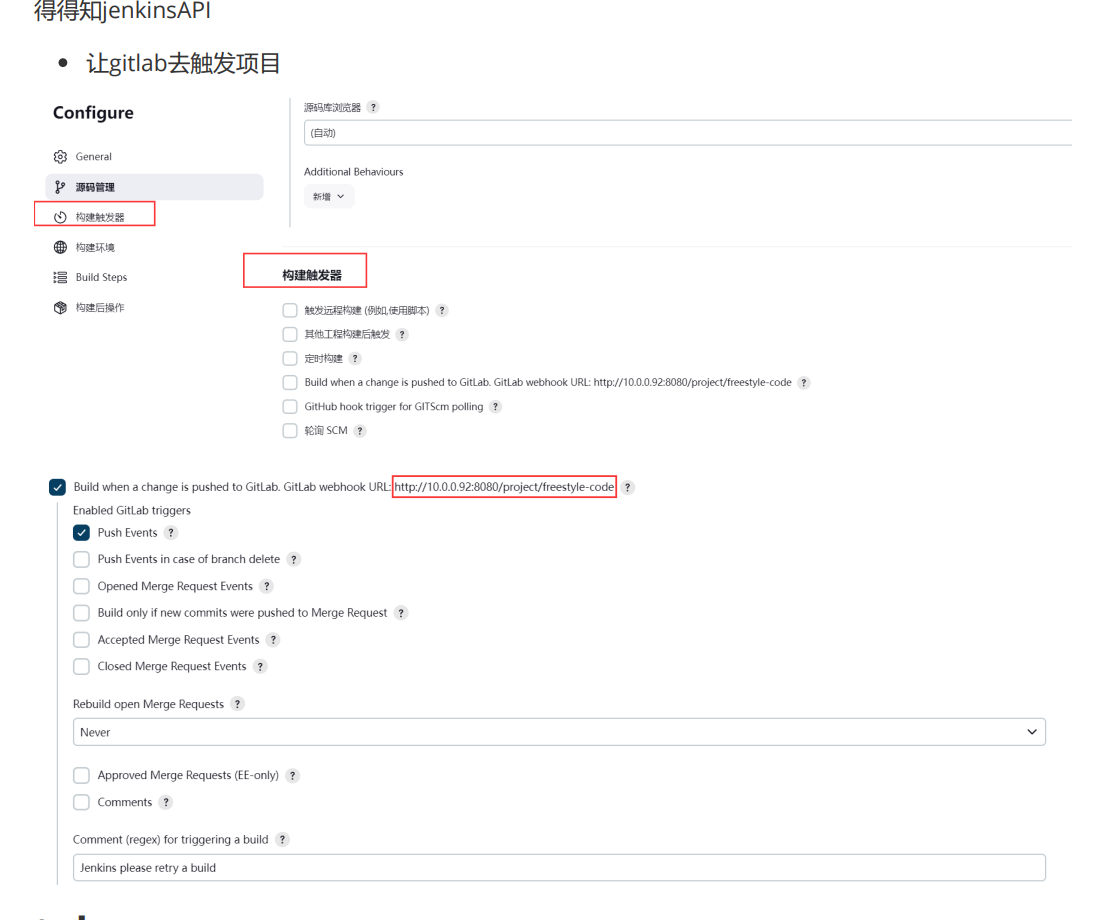 得得知jenkinsAPI
让gitlab去触发项目
Configure
General
源码管理
构建触发器
构建环境
Build Steps
构建后操作
源码库浏览器 ?
(自动)
Additional Behaviours
新增
构建触发器
触发远程构建 (例如,使用脚本) ?
其他工程构建后触发 ?
定时构建 ?
Build when a change is pushed to GitLab. GitLab webhook URL: http://10.0.0.92:8080/project/freestyle-code ?
GitHub hook trigger for GITScm polling ?
轮询 SCM ?
Build when a change is pushed to GitLab. GitLab webhook URL: http://10.0.0.92:8080/project/freestyle-code ?
Enabled GitLab triggers
Push Events ?
Push Events in case of branch delete ?
Opened Merge Request Events ?
Build only if new commits were pushed to Merge Request ?
Accepted Merge Request Events ?
Closed Merge Request Events ?
Rebuild open Merge Requests ?
Never
Approved Merge Requests (EE-only) ?
Comments ?
Comment (regex) for triggering a build ?
Jenkins please retry a build